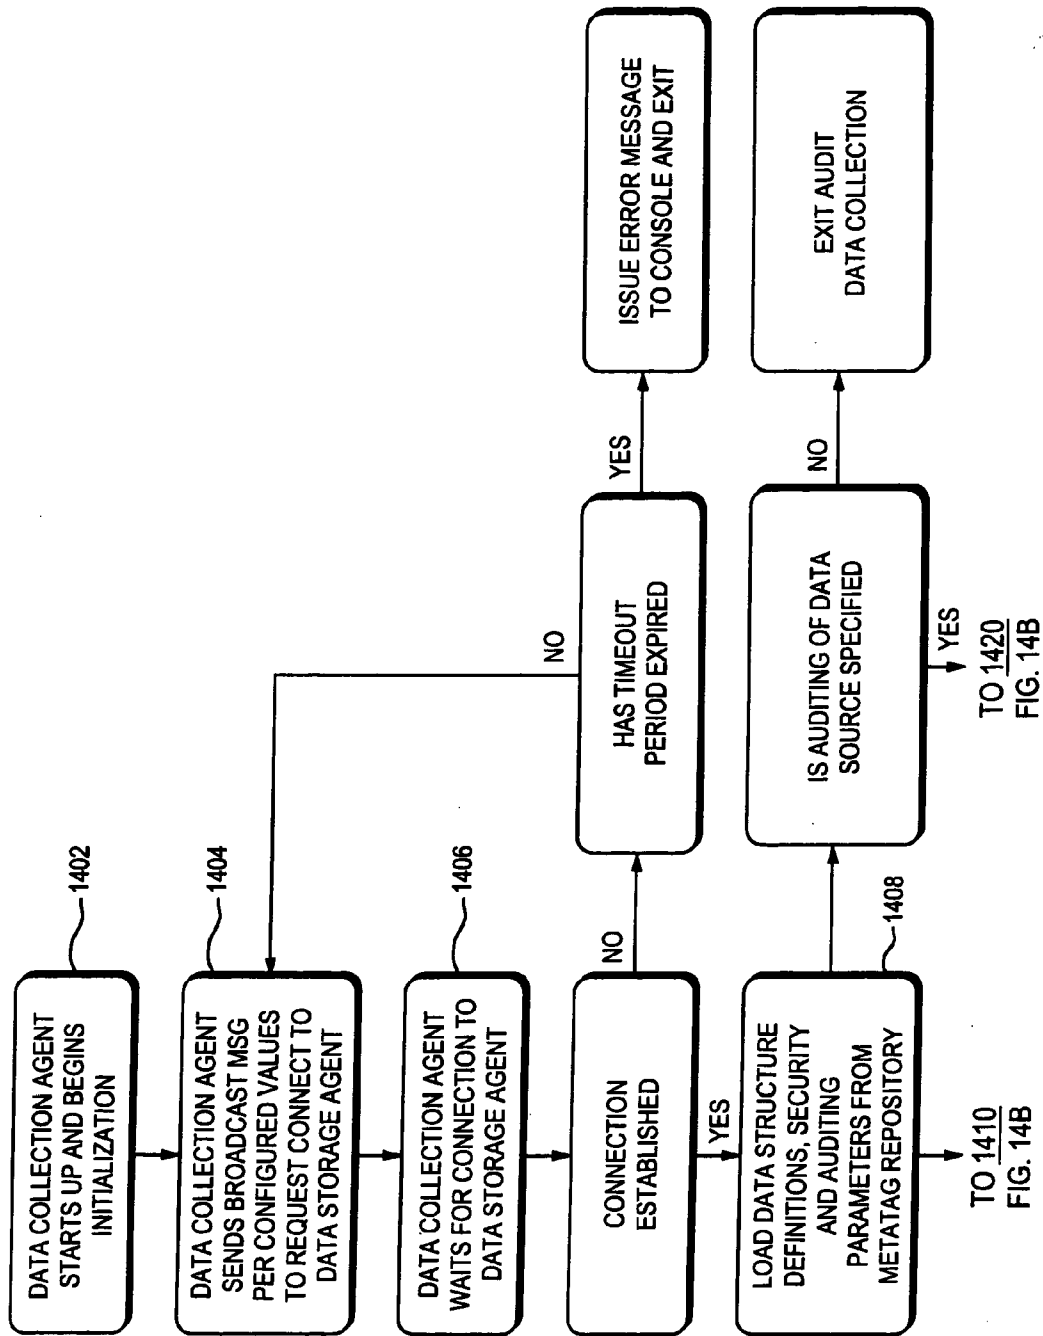 DATA COLLECTION AGENT
STARTS UP AND BEGINS
INITIALIZATION
1402
DATA COLLECTION AGENT
SENDS BROADCAST MSG
PER CONFIGURED VALUES
TO REQUEST CONNECT TO
DATA STORAGE AGENT
1404
DATA COLLECTION AGENT
WAITS FOR CONNECTION TO
DATA STORAGE AGENT
1406
CONNECTION
ESTABLISHED
NO
HAS TIMEOUT
PERIOD EXPIRED
NO
YES
ISSUE ERROR MESSAGE
TO CONSOLE AND EXIT
YES
LOAD DATA STRUCTURE
DEFINITIONS, SECURITY
AND AUDITING
PARAMETERS FROM
METATAG REPOSITORY
1408
IS AUDITING OF DATA
SOURCE SPECIFIED
NO
EXIT AUDIT
DATA COLLECTION
YES
TO 1410
FIG. 14B
TO 1420
FIG. 14B